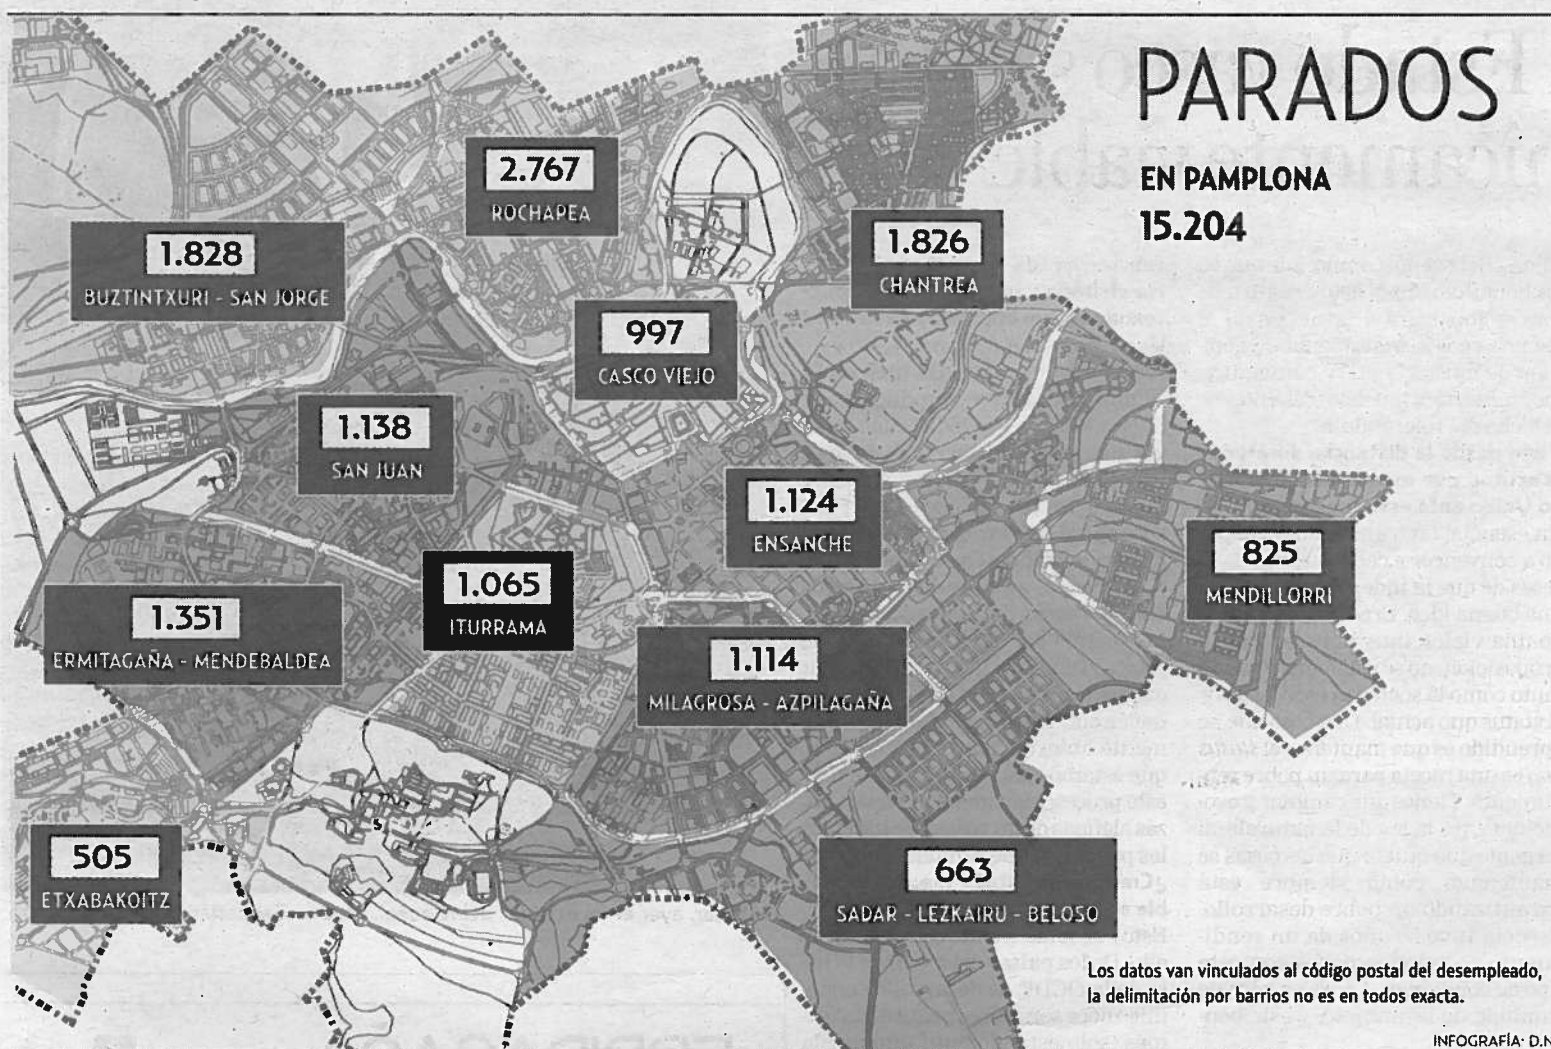 PARADOS
EN PAMPLONA
15.204
2.767
ROCHAPEA
1.828
BUZTINTXURI - SAN JORGE
1.826
CHANTREA
997
CASCO VIEJO
1.138
SAN JUAN
1.124
ENSANCHE
825
MENDILLORRI
1.065
ITURRAMA
1.351
ERMITAGAÑA - MENDEBALDEA
1.114
MILAGROSA - AZPILAGAÑA
505
ETXABAKOITZ
663
SADAR - LEZKAIRU - BELOSO
Los datos van vinculados al código postal del desempleado,
la delimitación por barrios no es en todos exacta.
INFOGRAFÍA: D.N